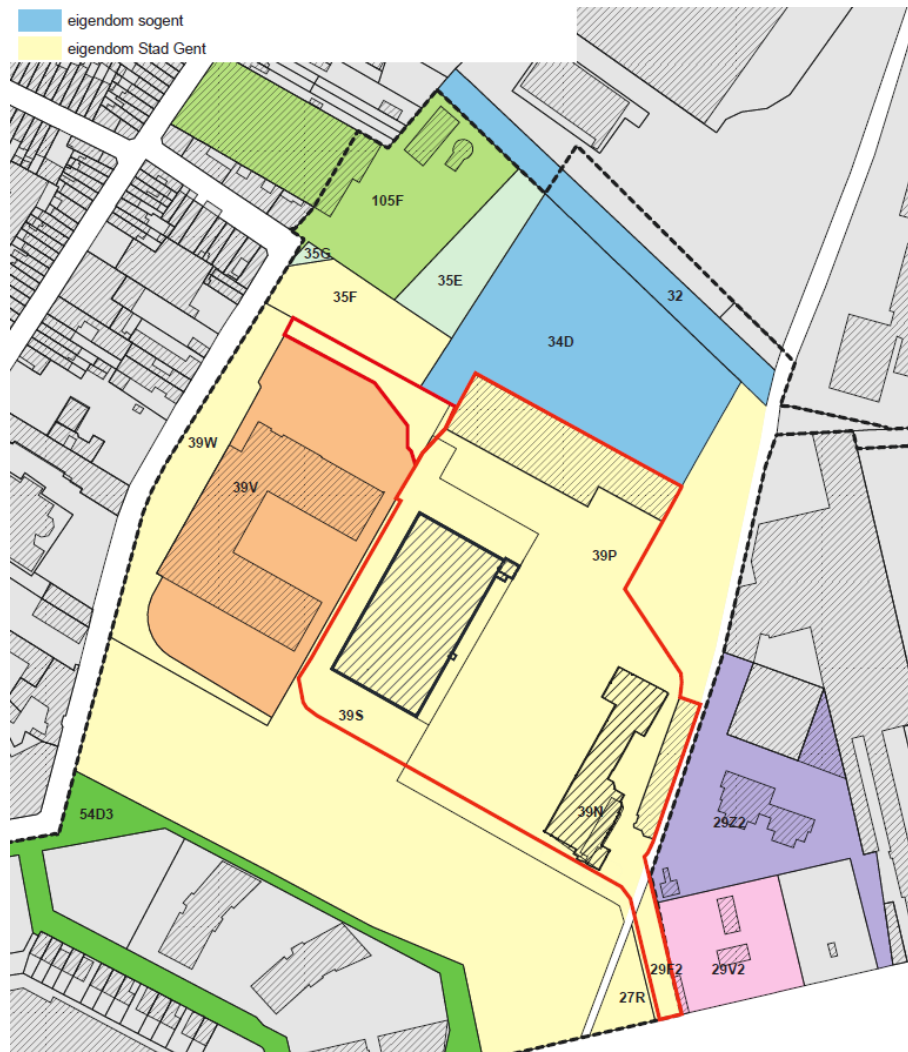 eigendom sogent
eigendom Stad Gent
105F
35G
35E
35F
32
34D
39W
39V
39P
39S
39N
54D3
29Z2
29F2
29V2
27R